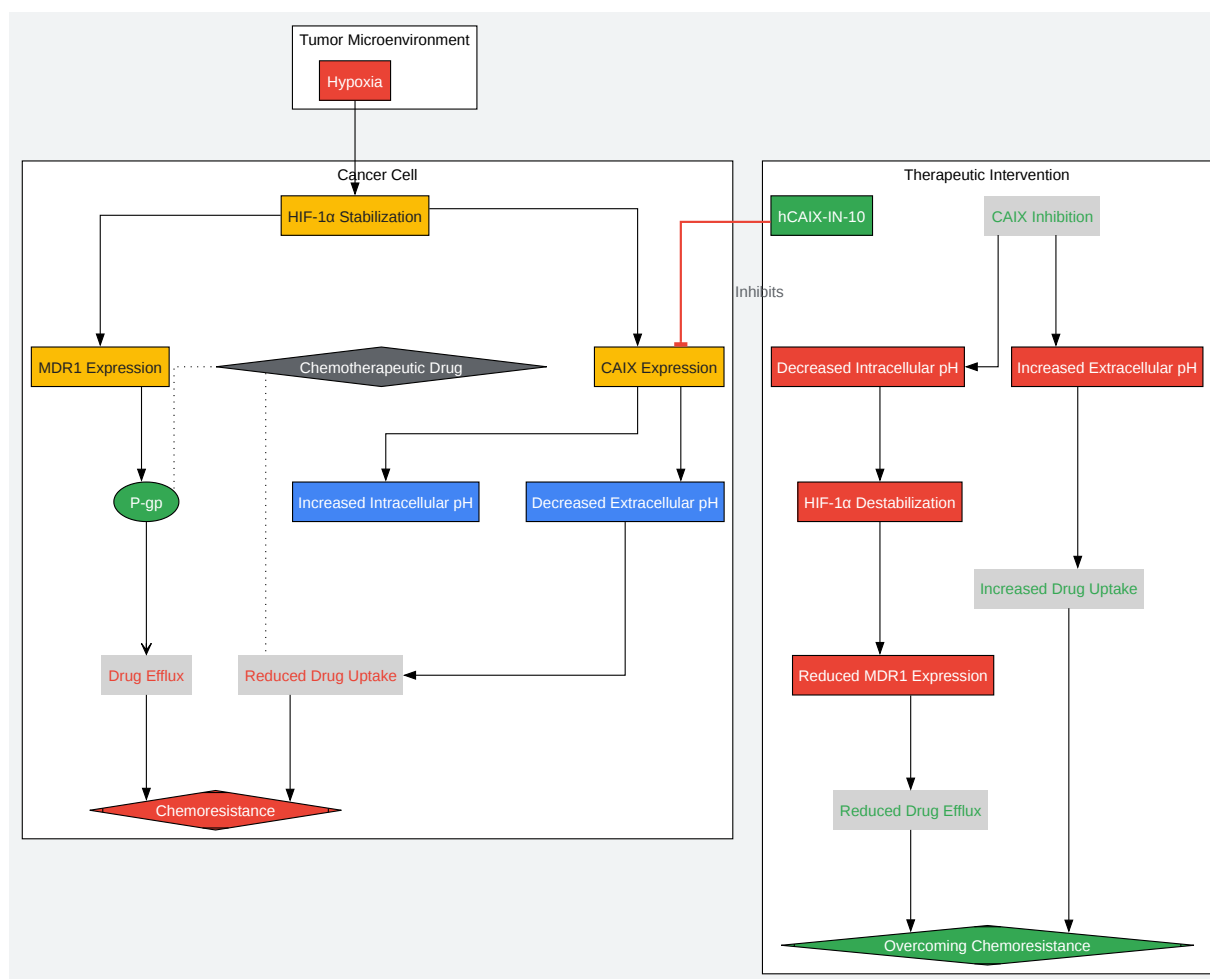 Tumor Microenvironment
Hypoxia
Cancer Cell
HIF-1α Stabilization
MDR1 Expression
Chemotherapeutic Drug
CAIX Expression
P-gp
Increased Intracellular pH
Decreased Extracellular pH
Drug Efflux
Reduced Drug Uptake
Chemoresistance
Inhibits
Therapeutic Intervention
hCAIX-IN-10
CAIX Inhibition
Decreased Intracellular pH
Increased Extracellular pH
HIF-1α Destabilization
Increased Drug Uptake
Reduced MDR1 Expression
Reduced Drug Efflux
Overcoming Chemoresistance